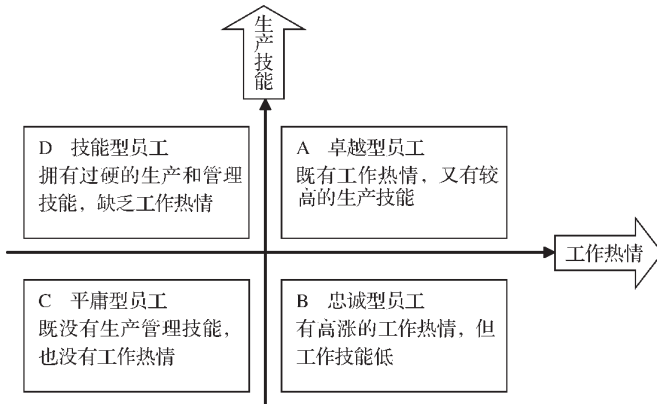 生产技能
D 技能型员工
拥有过硬的生产和管理
技能，缺乏工作热情
A 卓越型员工
既有工作热情，又有较
高的生产技能
工作热情
C 平庸型员工
既没有生产管理技能，
也没有工作热情
B 忠诚型员工
有高涨的工作热情，但
工作技能低